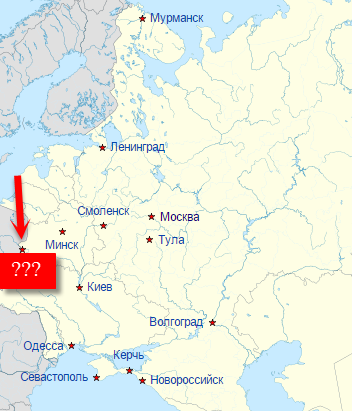 Мурманск
Ленинград
Смоленск
Москва
Минск
Тула
???
Киев
Волгоград
Одесса
Керчь
Севастополь
Новороссийск